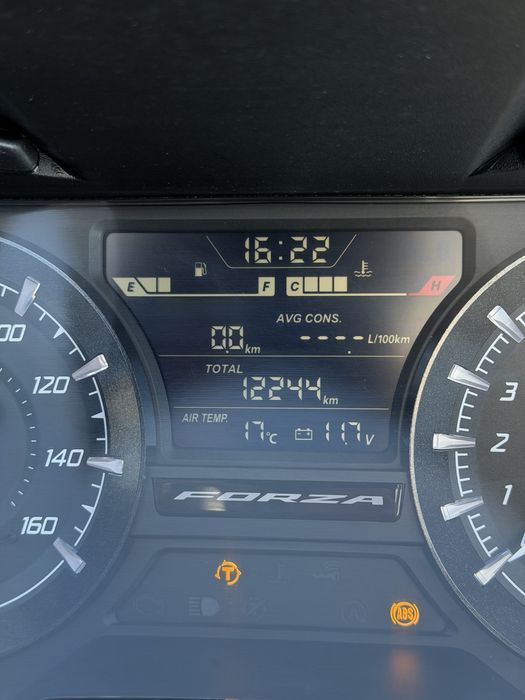 16:22
E F C H
AVG CONS.
0.0 km --.-- L/100km
TOTAL
12244 km
AIR TEMP.
17°C 11.7 V
FORZA
T
ABS
100
120
140
160
3
2
1